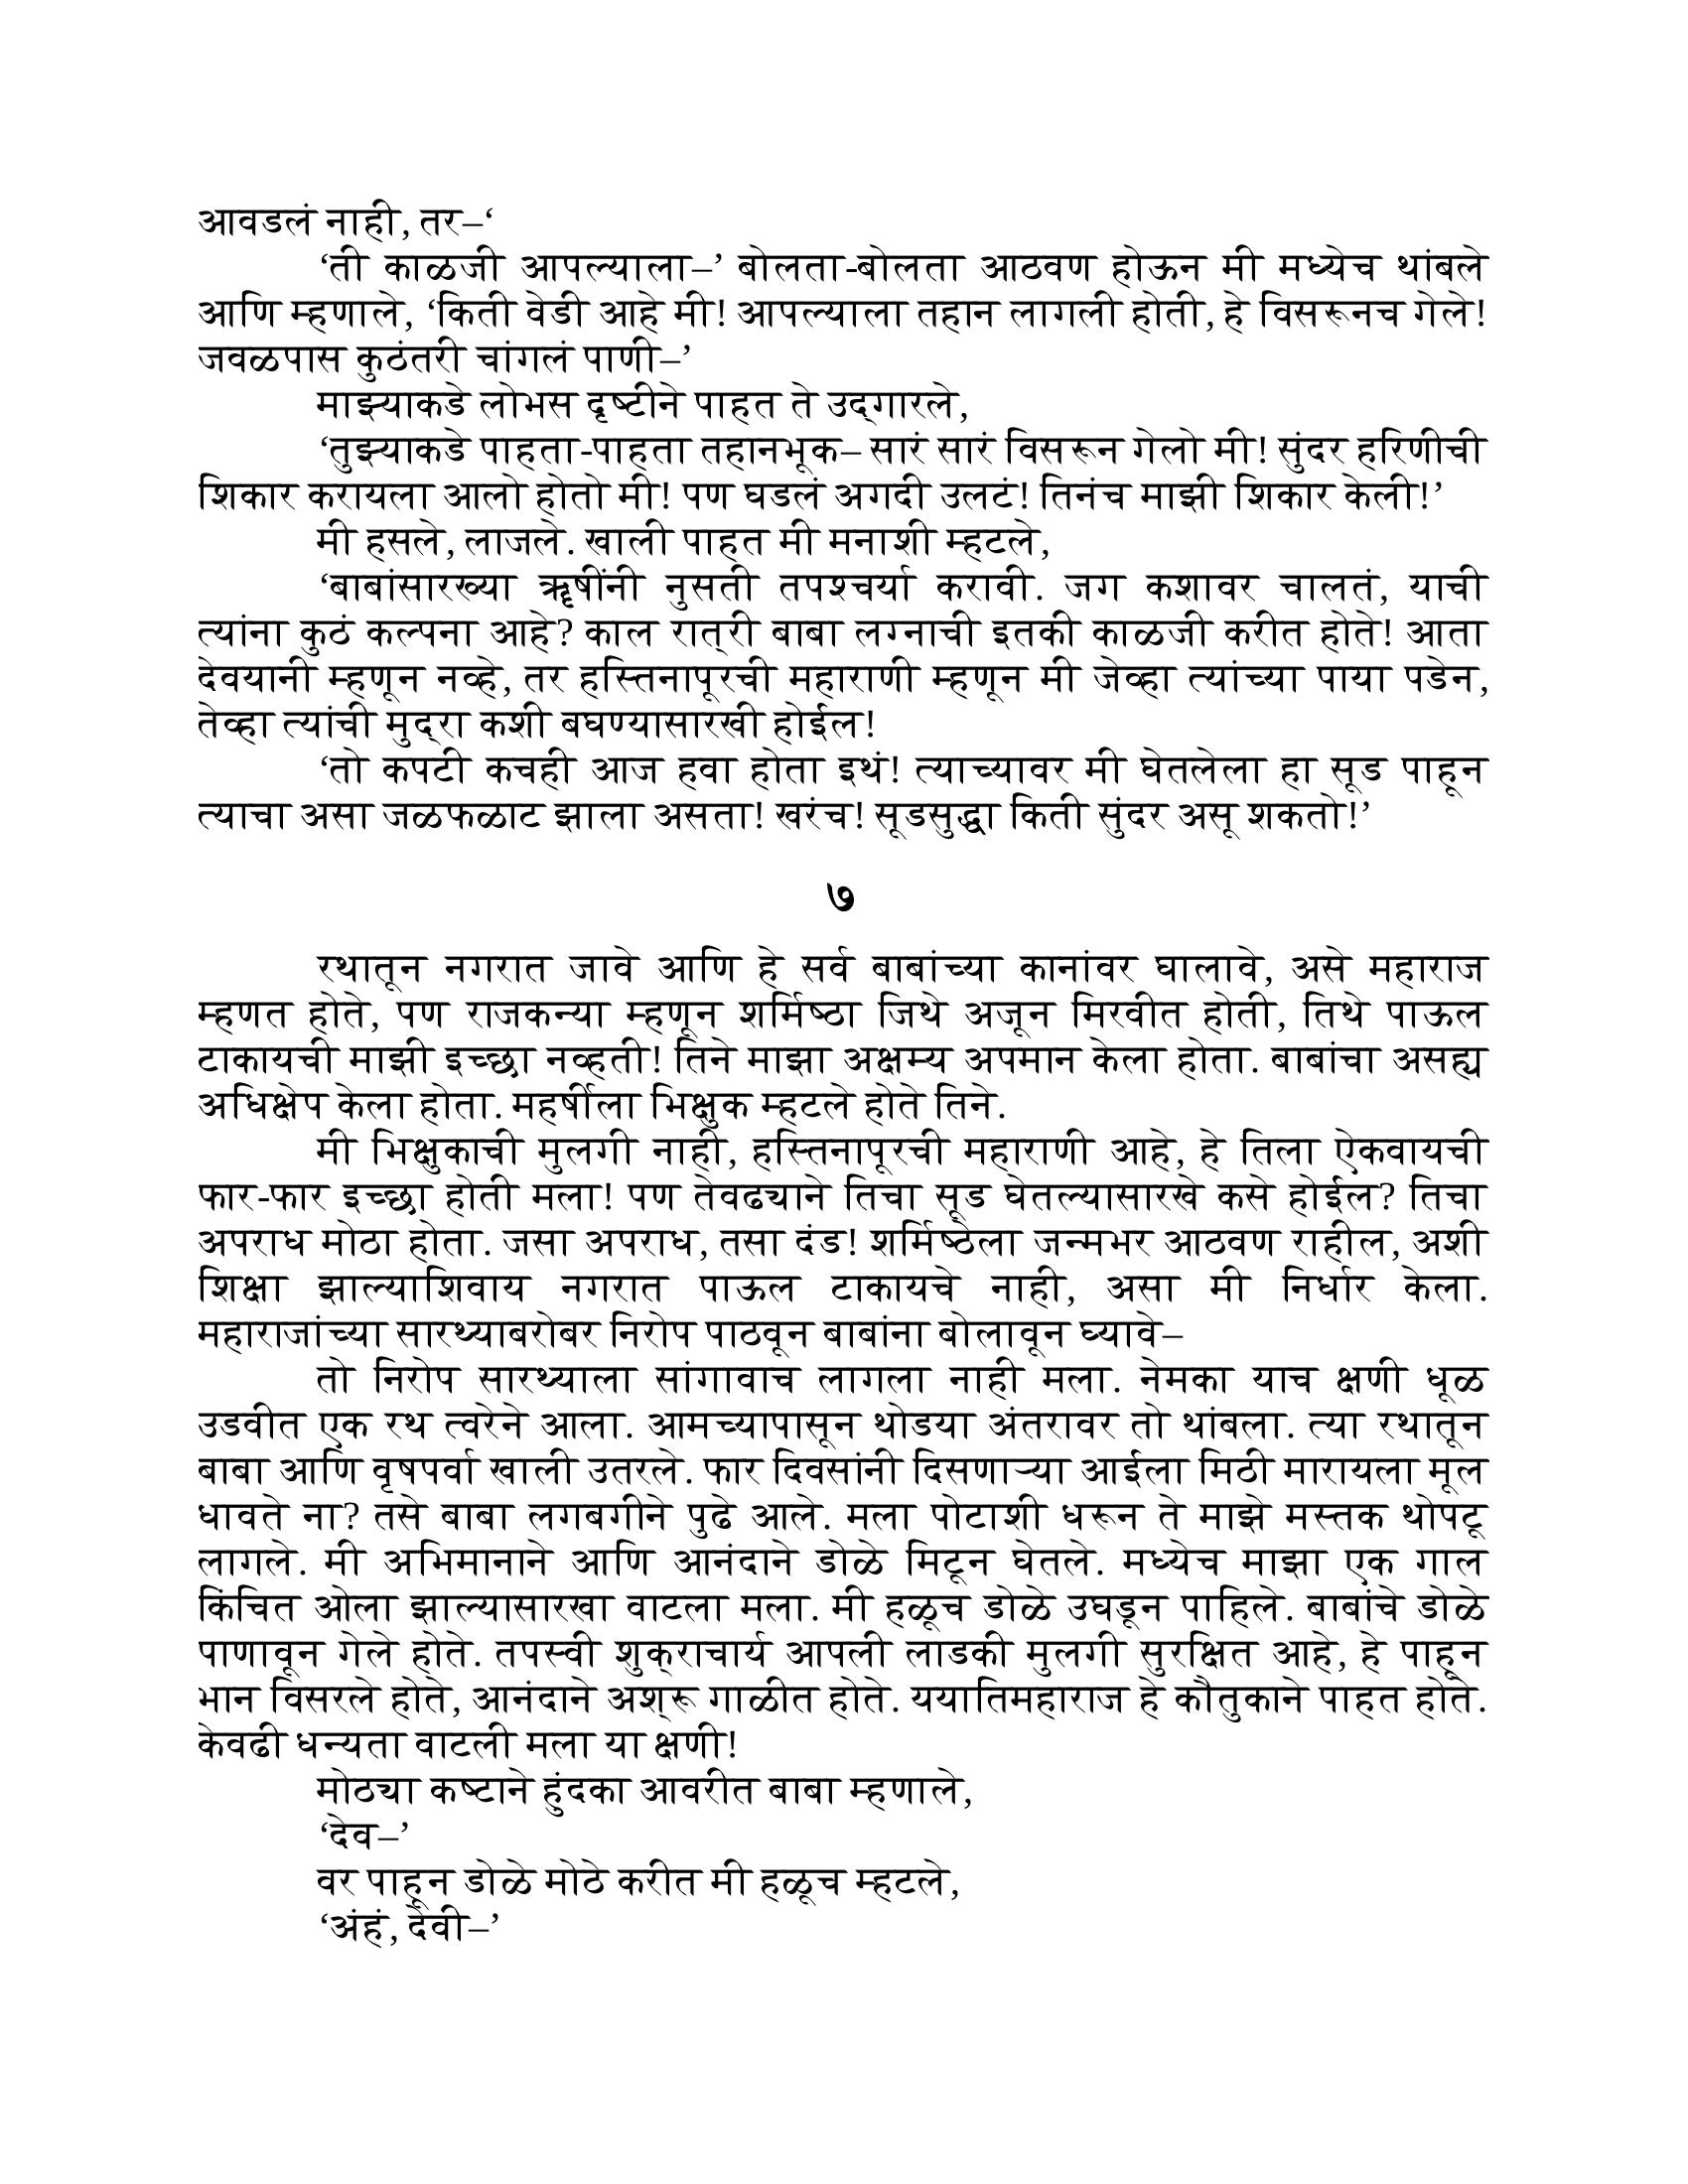 आवडलं नाही, तर–‘
‘ती काळजी आपल्याला–’ बोलता-बोलता आठवण होऊन मी मध्येच थांबले
आणि म्हणाले, ‘किती वेडी आहे मी! आपल्याला तहान लागली होती, हे विसरूनच गेले!
जवळपास कुठंतरी चांगलं पाणी–’
माझ्याकडे लोभस दृष्टीने पाहत ते उद्‌गारले,
‘तुझ्याकडे पाहता-पाहता तहानभूक– सारं सारं विसरून गेलो मी! सुंदर हरिणीची
शिकार करायला आलो होतो मी! पण घडलं अगदी उलटं! तिनंच माझी शिकार केली!’
मी हसले, लाजले. खाली पाहत मी मनाशी म्हटले,
‘बाबांसारख्या ॠषींनी नुसती तपश्चर्या करावी. जग कशावर चालतं, याची
त्यांना कुठं कल्पना आहे? काल रात्‌री बाबा लग्नाची इतकी काळजी करीत होते! आता
देवयानी म्हणून नव्हे, तर हस्तिनापूरची महाराणी म्हणून मी जेव्हा त्यांच्या पाया पडेन,
तेव्हा त्यांची मुद्‌रा कशी बघण्यासारखी होईल!
‘तो कपटी कचही आज हवा होता इथं! त्याच्यावर मी घेतलेला हा सूड पाहून
त्याचा असा जळफळाट झाला असता! खरंच! सूडसुद्धा किती सुंदर असू शकतो!’
७
रथातून नगरात जावे आणि हे सर्व बाबांच्या कानांवर घालावे, असे महाराज
म्हणत होते, पण राजकन्या म्हणून शर्मिष्ठा जिथे अजून मिरवीत होती, तिथे पाऊल
टाकायची माझी इच्छा नव्हती! तिने माझा अक्षम्य अपमान केला होता. बाबांचा असह्य
अधिक्षेप केला होता. महर्षीला भिक्षुक म्हटले होते तिने.
मी भिक्षुकाची मुलगी नाही, हस्तिनापूरची महाराणी आहे, हे तिला ऐकवायची
फार-फार इच्छा होती मला! पण तेवढ्याने तिचा सूड घेतल्यासारखे कसे होईल? तिचा
अपराध मोठा होता. जसा अपराध, तसा दंड! शर्मिष्ठेला जन्मभर आठवण राहील, अशी
शिक्षा झाल्याशिवाय नगरात पाऊल टाकायचे नाही, असा मी निर्धार केला.
महाराजांच्या सारथ्याबरोबर निरोप पाठवून बाबांना बोलावून घ्यावे–
तो निरोप सारथ्याला सांगावाच लागला नाही मला. नेमका याच क्षणी धूळ
उडवीत एक रथ त्वरेने आला. आमच्यापासून थोडया अंतरावर तो थांबला. त्या रथातून
बाबा आणि वृषपर्वा खाली उतरले. फार दिवसांनी दिसणाऱ्या आईला मिठी मारायला मूल
धावते ना? तसे बाबा लगबगीने पुढे आले. मला पोटाशी धरून ते माझे मस्तक थोपटू
लागले. मी अभिमानाने आणि आनंदाने डोळे मिटून घेतले. मध्येच माझा एक गाल
किंचित ओला झाल्यासारखा वाटला मला. मी हळूच डोळे उघडून पाहिले. बाबांचे डोळे
पाणावून गेले होते. तपस्वी शुक्‌राचार्य आपली लाडकी मुलगी सुरक्षित आहे, हे पाहून
भान विसरले होते, आनंदाने अश्‌रू गाळीत होते. ययातिमहाराज हे कौतुकाने पाहत होते.
केवढी धन्यता वाटली मला या क्षणी!
मोठ्या कष्टाने हुंदका आवरीत बाबा म्हणाले,
‘देव–’
वर पाहून डोळे मोठे करीत मी हळूच म्हटले,
‘अंहं, देवी–’